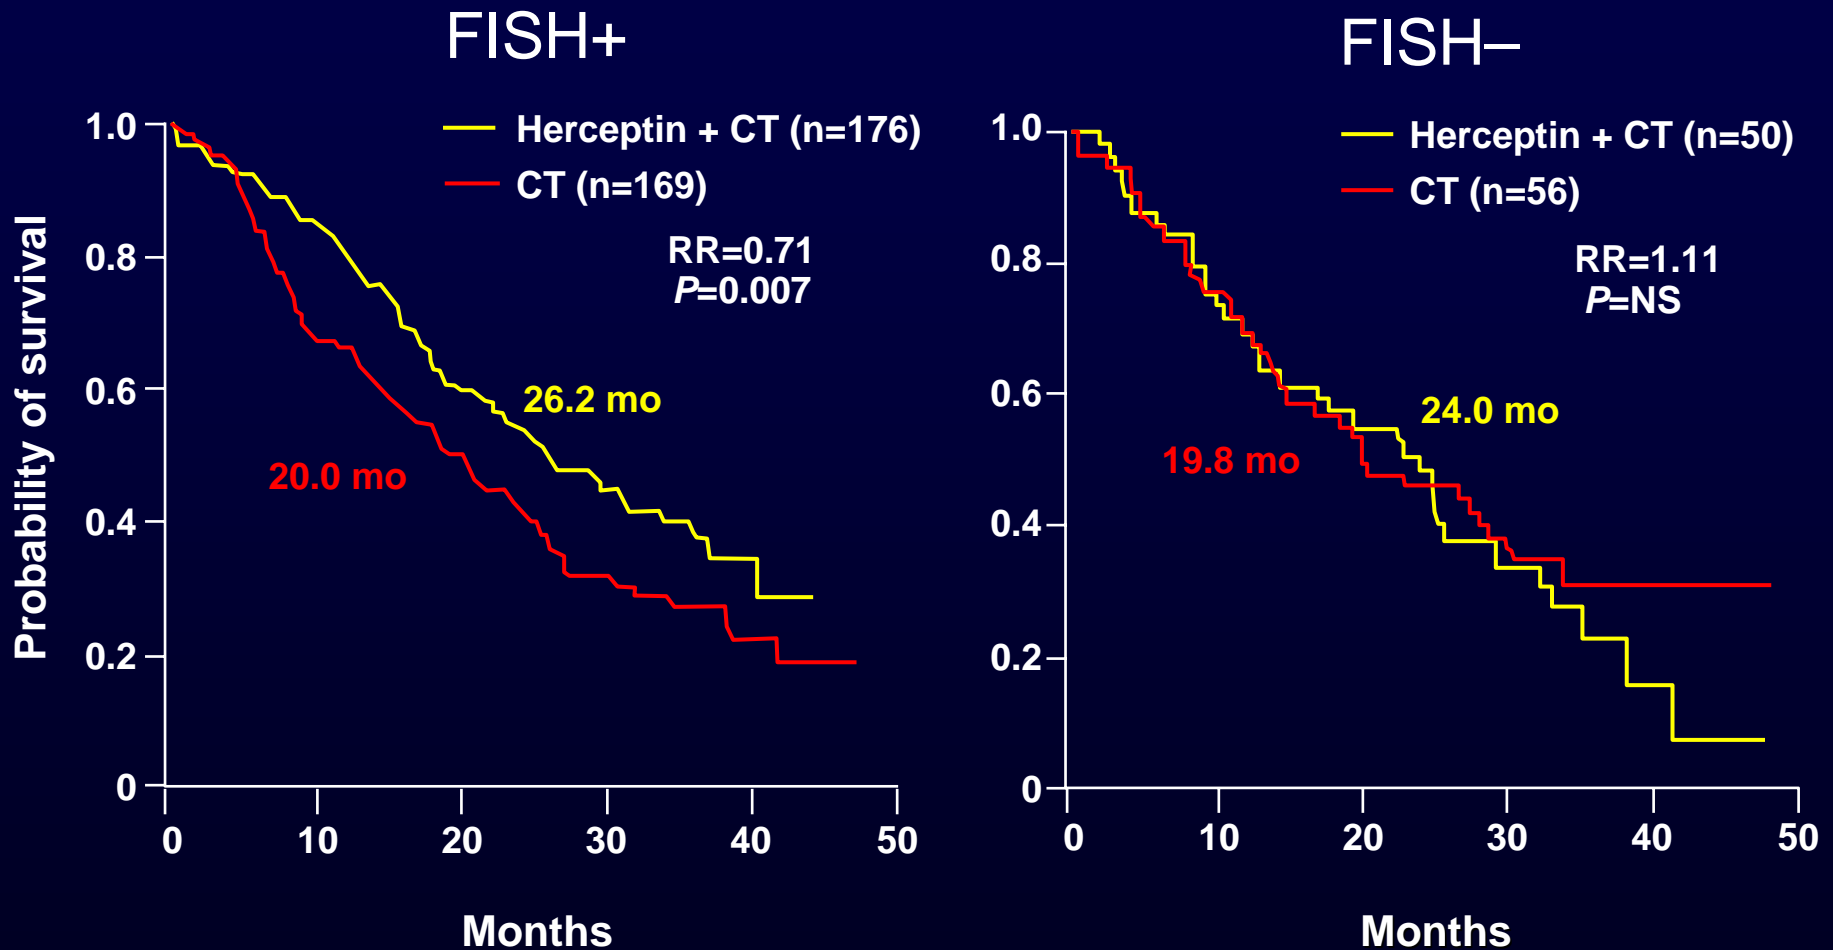 FISH+
Herceptin + CT (n=176)
CT (n=169)
RR=0.71
P=0.007
26.2 mo
20.0 mo
Probability of survival
1.0
0.8
0.6
0.4
0.2
0
0 10 20 30 40 50
Months
FISH–
Herceptin + CT (n=50)
CT (n=56)
RR=1.11
P=NS
24.0 mo
19.8 mo
1.0
0.8
0.6
0.4
0.2
0
0 10 20 30 40 50
Months